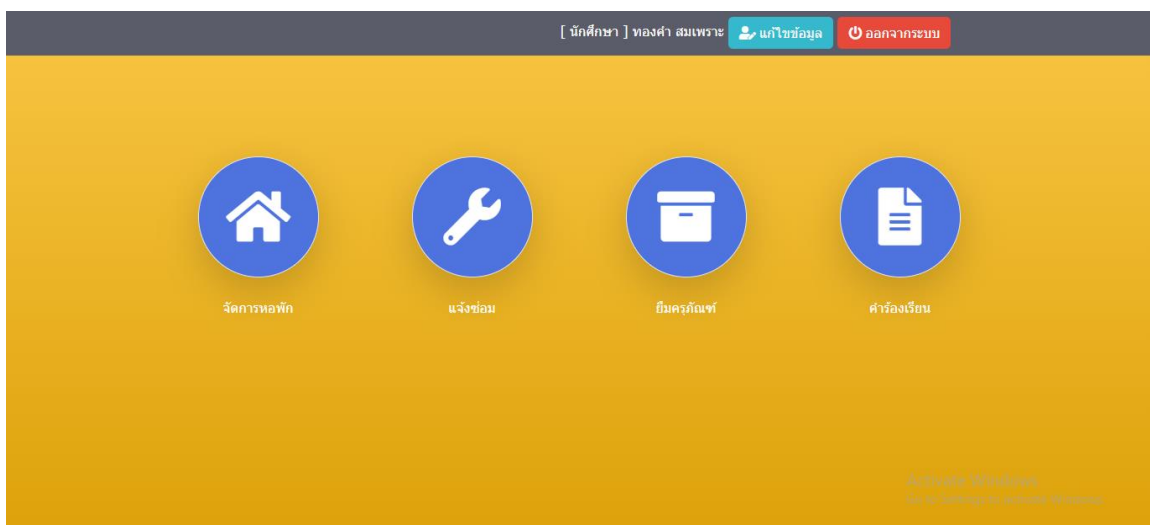 [ นักศึกษา ] ทองคำ สมเพราะ แก้ไขข้อมูล ออกจากระบบ
จัดการหอพัก แจ้งซ่อม ยืมครุภัณฑ์ คำร้องเรียน
Activate Windows